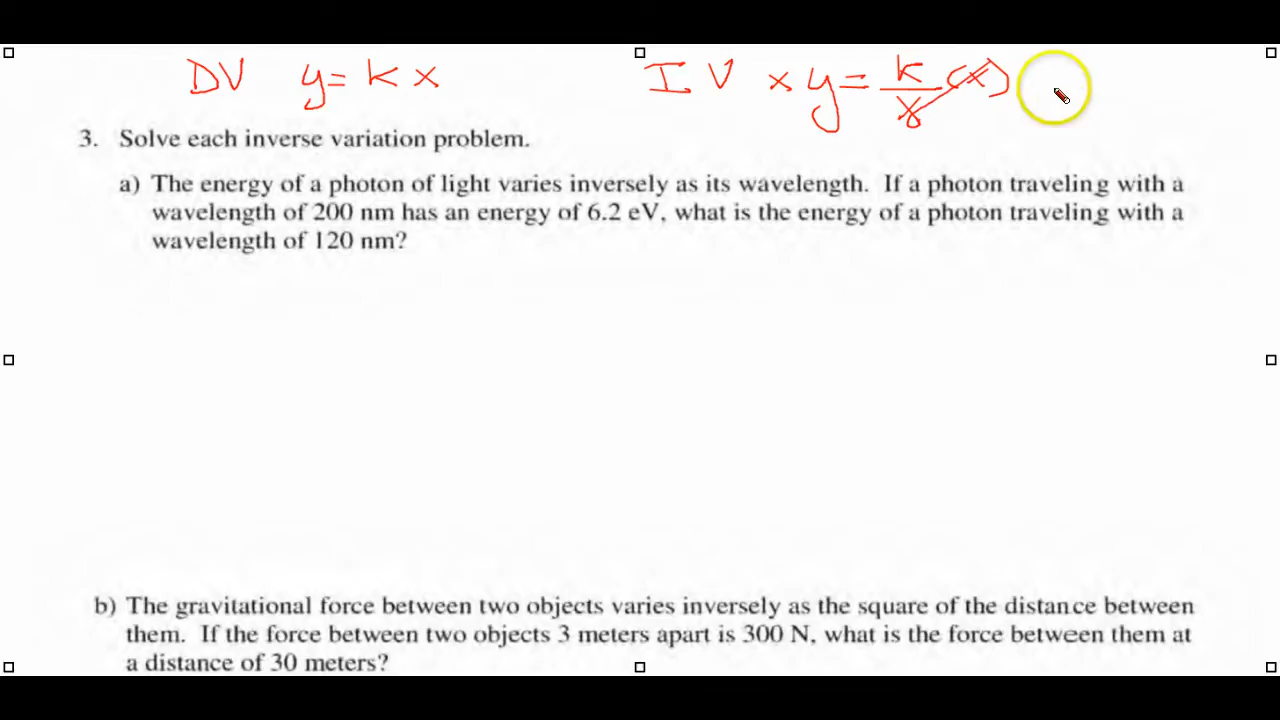 DV y = kx IV xy = k/x (x)
3. Solve each inverse variation problem.
a) The energy of a photon of light varies inversely as its wavelength. If a photon traveling with a
wavelength of 200 nm has an energy of 6.2 eV, what is the energy of a photon traveling with a
wavelength of 120 nm?
b) The gravitational force between two objects varies inversely as the square of the distance between
them. If the force between two objects 3 meters apart is 300 N, what is the force between them at
a distance of 30 meters?